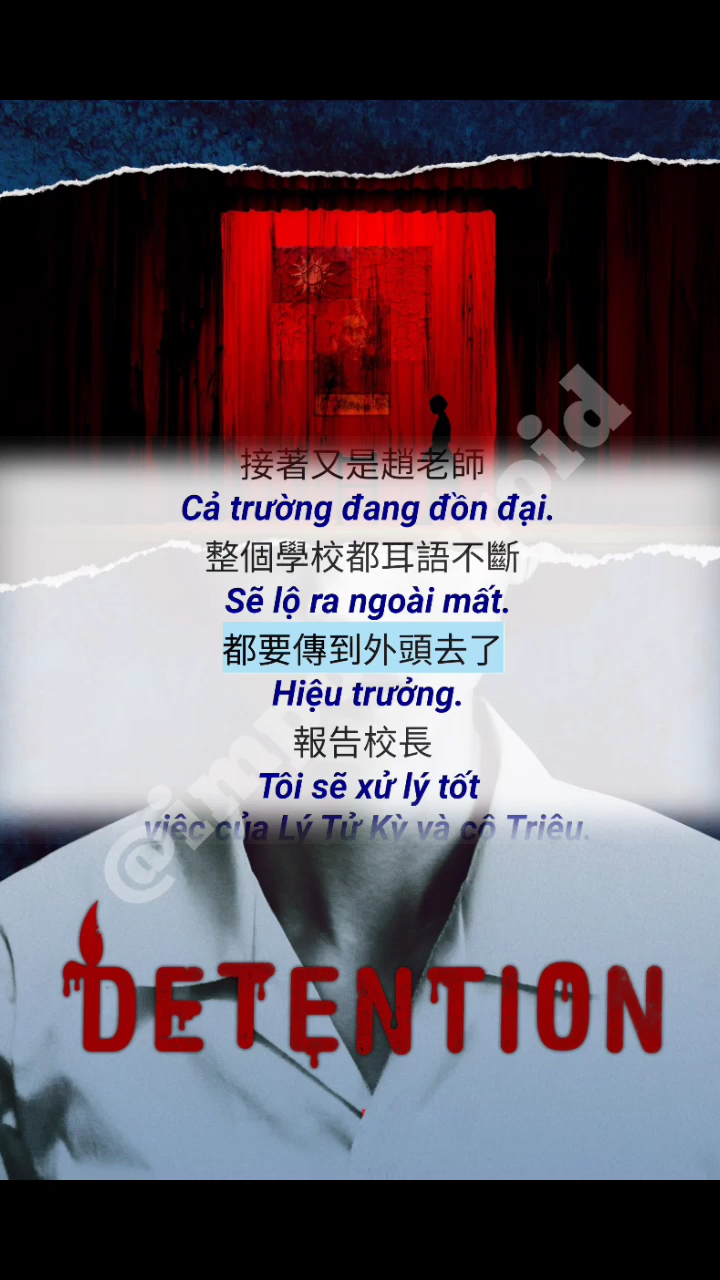 接著又是趙老師
Cả trường đang đồn đại.
整個學校都耳語不斷
Sẽ lộ ra ngoài mất.
都要傳到外頭去了
Hiệu trưởng.
報告校長
Tôi sẽ xử lý tốt
việc của Lý Tử Kỳ và cô Triêu.
DETENTION